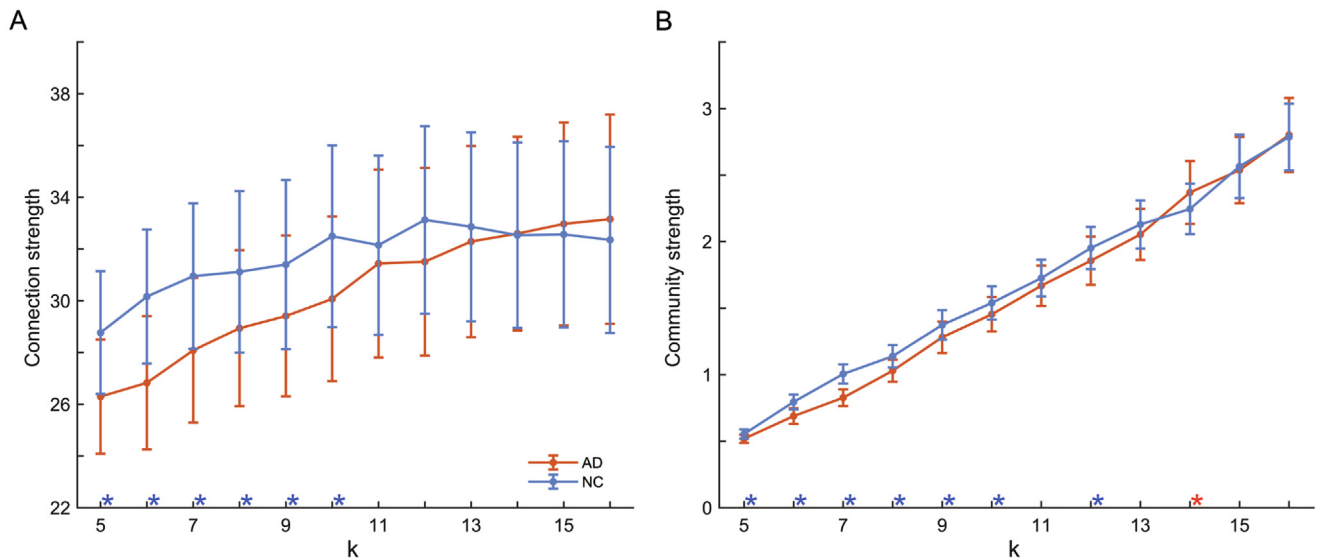 A
Connection strength
38
34
30
26
22
* * * * * *
5 7 9 11 13 15
k
AD
NC
B
Community strength
3
2
1
0
* * * * * * * *
5 7 9 11 13 15
k